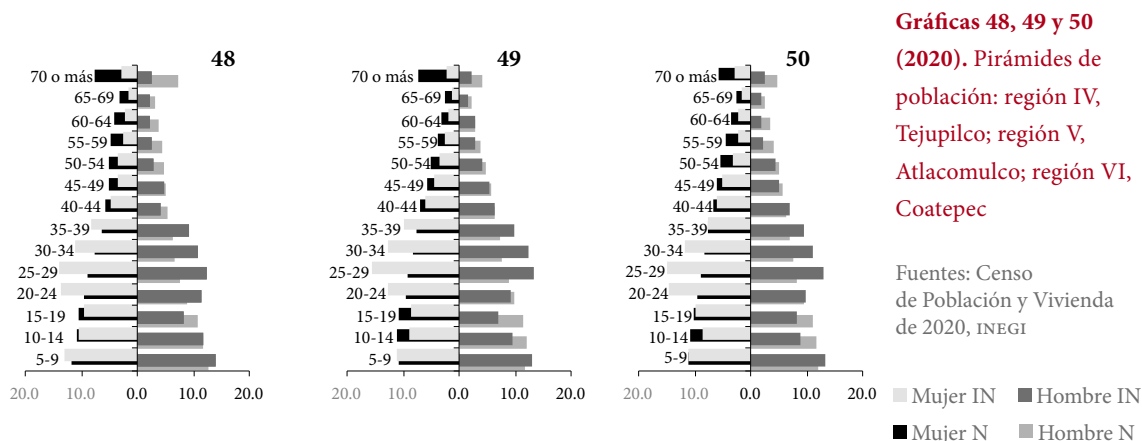 48
70 o más
65-69
60-64
55-59
50-54
45-49
40-44
35-39
30-34
25-29
20-24
15-19
10-14
5-9
20.0 10.0 0.0 10.0 20.0
49
70 o más
65-69
60-64
55-59
50-54
45-49
40-44
35-39
30-34
25-29
20-24
15-19
10-14
5-9
20.0 10.0 0.0 10.0 20.0
50
70 o más
65-69
60-64
55-59
50-54
45-49
40-44
35-39
30-34
25-29
20-24
15-19
10-14
5-9
20.0 10.0 0.0 10.0 20.0
Gráficas 48, 49 y 50
(2020). Pirámides de
población: región IV,
Tejupilco; región V,
Atlacomulco; región VI,
Coatepec
Fuentes: Censo
de Población y Vivienda
de 2020, INEGI
Mujer IN Hombre IN
Mujer N Hombre N